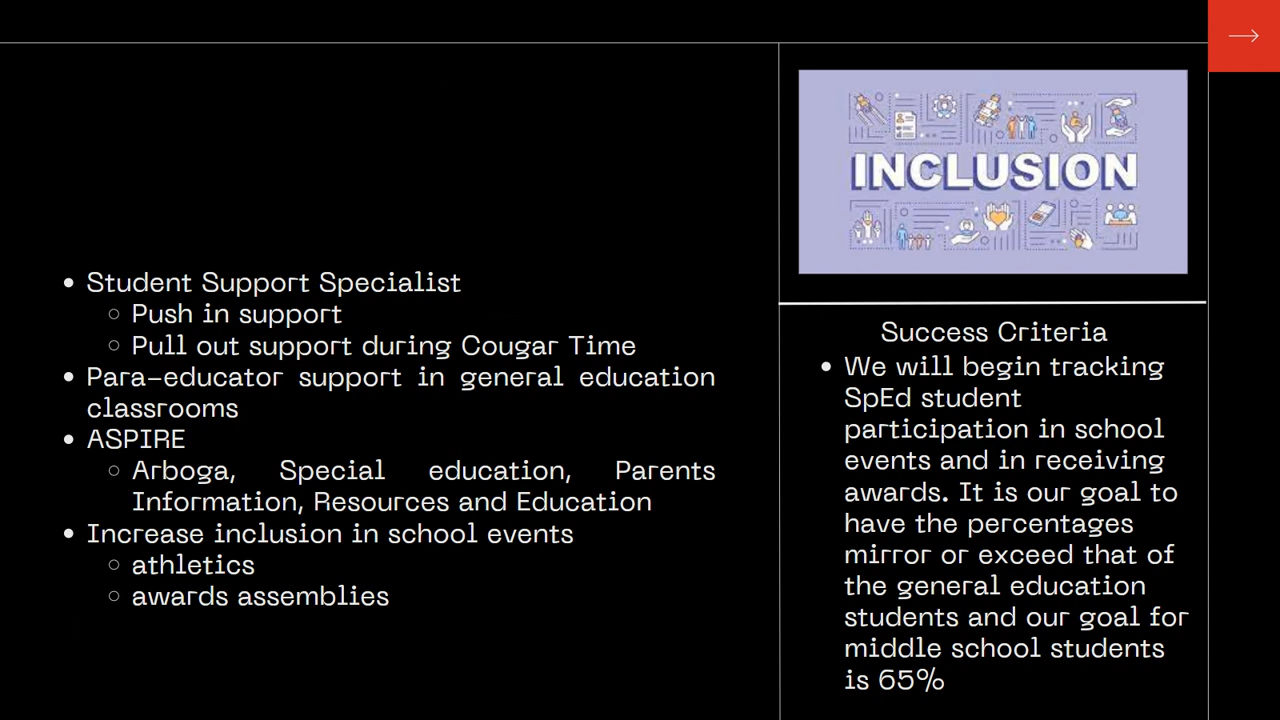 Student Support Specialist
Push in support
Pull out support during Cougar Time
Para-educator support in general education
classrooms
ASPIRE
Arboga, Special education, Parents
Information, Resources and Education
Increase inclusion in school events
athletics
awards assemblies
INCLUSION
Success Criteria
We will begin tracking
SpEd student
participation in school
events and in receiving
awards. It is our goal to
have the percentages
mirror or exceed that of
the general education
students and our goal for
middle school students
is 65%